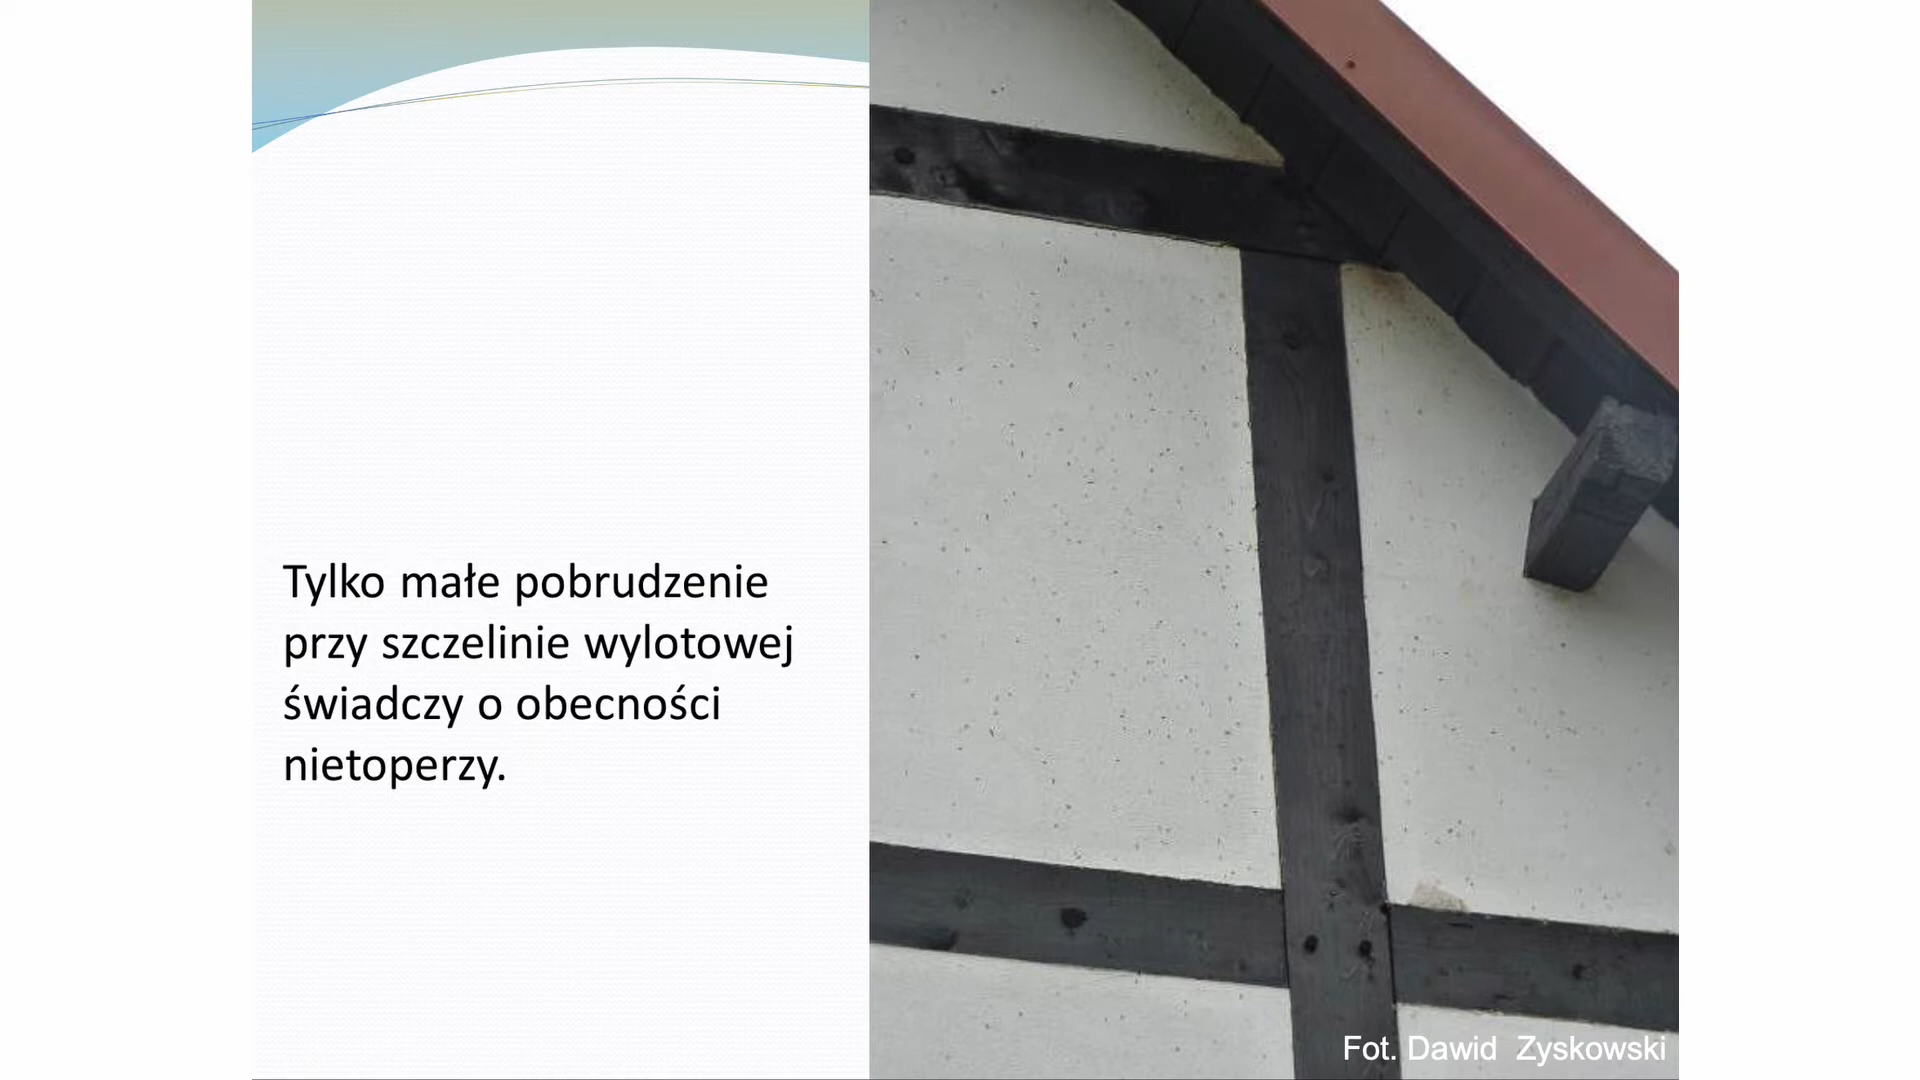 Tylko małe pobrudzenie
przy szczelinie wylotowej
świadczy o obecności
nietoperzy.
Fot. Dawid Zyskowski